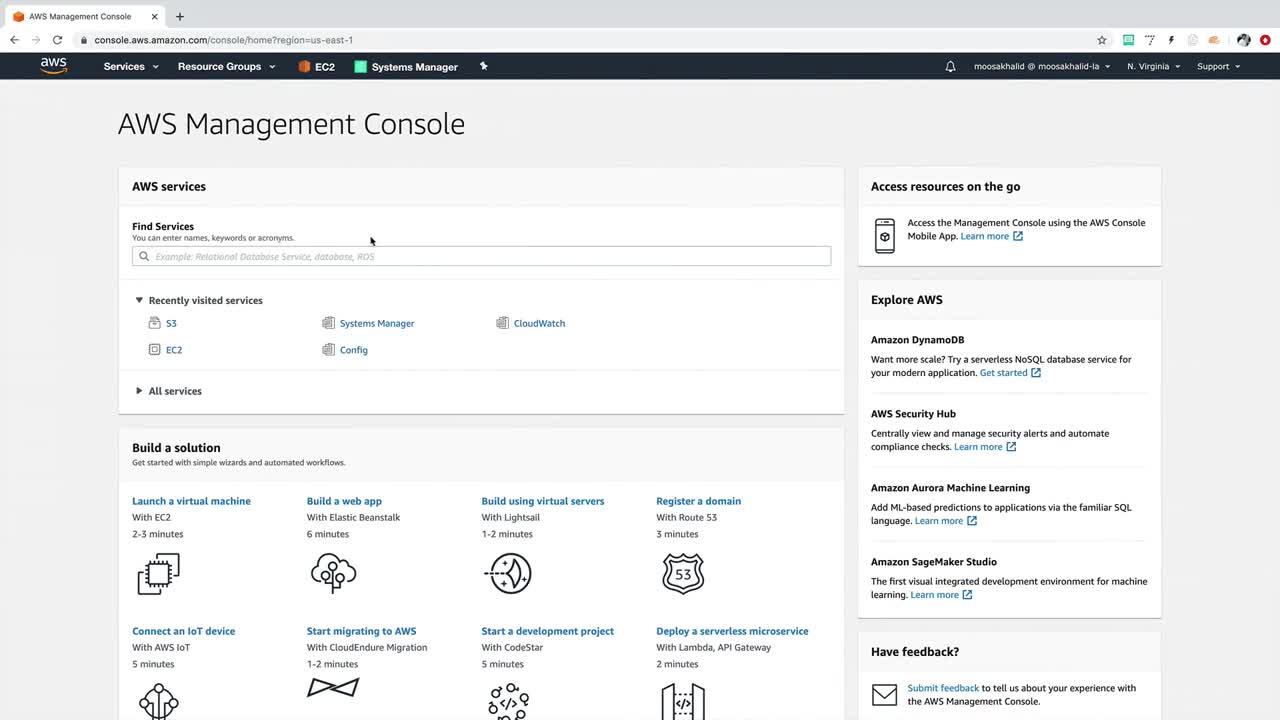 AWS Management Console
console.aws.amazon.com/console/home?region=us-east-1
aws
Services
Resource Groups
EC2
Systems Manager
moosakhalid @ moosakhalid-la
N. Virginia
Support
AWS Management Console
AWS services
Find Services
You can enter names, keywords or acronyms.
Example: Relational Database Service, database, RDS
Recently visited services
S3
Systems Manager
CloudWatch
EC2
Config
All services
Build a solution
Get started with simple wizards and automated workflows.
Launch a virtual machine
With EC2
2-3 minutes
Build a web app
With Elastic Beanstalk
6 minutes
Build using virtual servers
With Lightsail
1-2 minutes
Register a domain
With Route 53
3 minutes
53
Connect an IoT device
With AWS IoT
5 minutes
Start migrating to AWS
With CloudEndure Migration
1-2 minutes
Start a development project
With CodeStar
5 minutes
Deploy a serverless microservice
With Lambda, API Gateway
2 minutes
Access resources on the go
Access the Management Console using the AWS Console
Mobile App. Learn more
Explore AWS
Amazon DynamoDB
Want more scale? Try a serverless NoSQL database service for
your modern application. Get started
AWS Security Hub
Centrally view and manage security alerts and automate
compliance checks. Learn more
Amazon Aurora Machine Learning
Add ML-based predictions to applications via the familiar SQL
language. Learn more
Amazon SageMaker Studio
The first visual integrated development environment for machine
learning. Learn more
Have feedback?
Submit feedback to tell us about your experience with
the AWS Management Console.